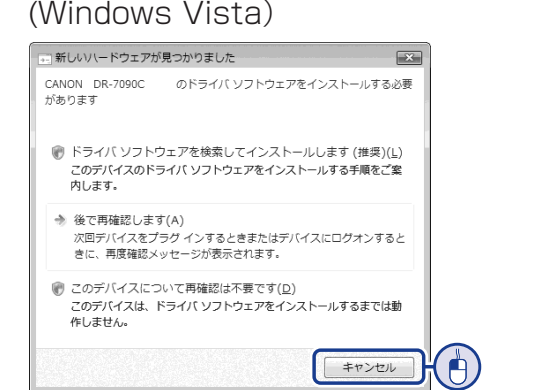 (Windows Vista)
新しいハードウェアが見つかりました
CANON DR-7090C のドライバ ソフトウェアをインストールする必要
があります
ドライバ ソフトウェアを検索してインストールします (推奨)(L)
このデバイスのドライバ ソフトウェアをインストールする手順をご案
内します。
後で再確認します(A)
次回デバイスをプラグ インするときまたはデバイスにログオンすると
きに、再度確認メッセージが表示されます。
このデバイスについて再確認は不要です(D)
このデバイスは、ドライバ ソフトウェアをインストールするまでは動
作しません。
キャンセル